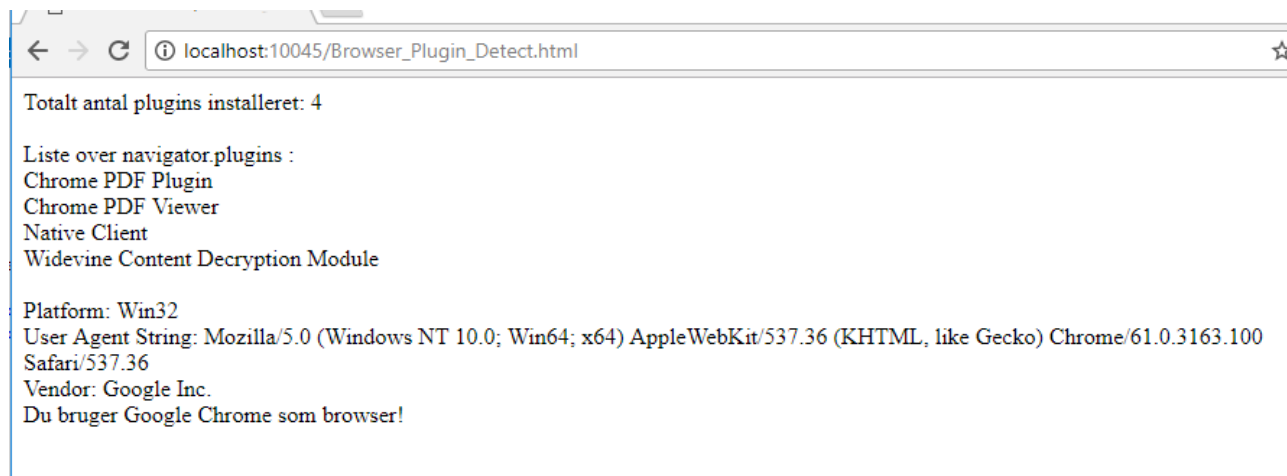 localhost:10045/Browser_Plugin_Detect.html
Totalt antal plugins installeret: 4
Liste over navigator.plugins :
Chrome PDF Plugin
Chrome PDF Viewer
Native Client
Widevine Content Decryption Module
Platform: Win32
User Agent String: Mozilla/5.0 (Windows NT 10.0; Win64; x64) AppleWebKit/537.36 (KHTML, like Gecko) Chrome/61.0.3163.100
Safari/537.36
Vendor: Google Inc.
Du bruger Google Chrome som browser!